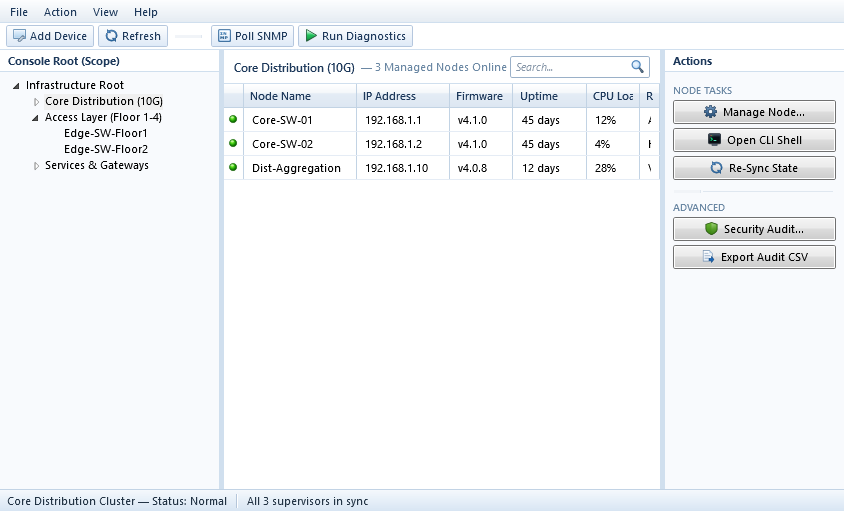 File Action View Help
Add Device Refresh Poll SNMP Run Diagnostics
Console Root (Scope)
Infrastructure Root
Core Distribution (10G)
Access Layer (Floor 1-4)
Edge-SW-Floor1
Edge-SW-Floor2
Services & Gateways
Core Distribution (10G) — 3 Managed Nodes Online Search...
Node Name IP Address Firmware Uptime CPU Loa R
Core-SW-01 192.168.1.1 v4.1.0 45 days 12%
Core-SW-02 192.168.1.2 v4.1.0 45 days 4%
Dist-Aggregation 192.168.1.10 v4.0.8 12 days 28%
Actions
NODE TASKS
Manage Node...
Open CLI Shell
Re-Sync State
ADVANCED
Security Audit...
Export Audit CSV
Core Distribution Cluster — Status: Normal All 3 supervisors in sync